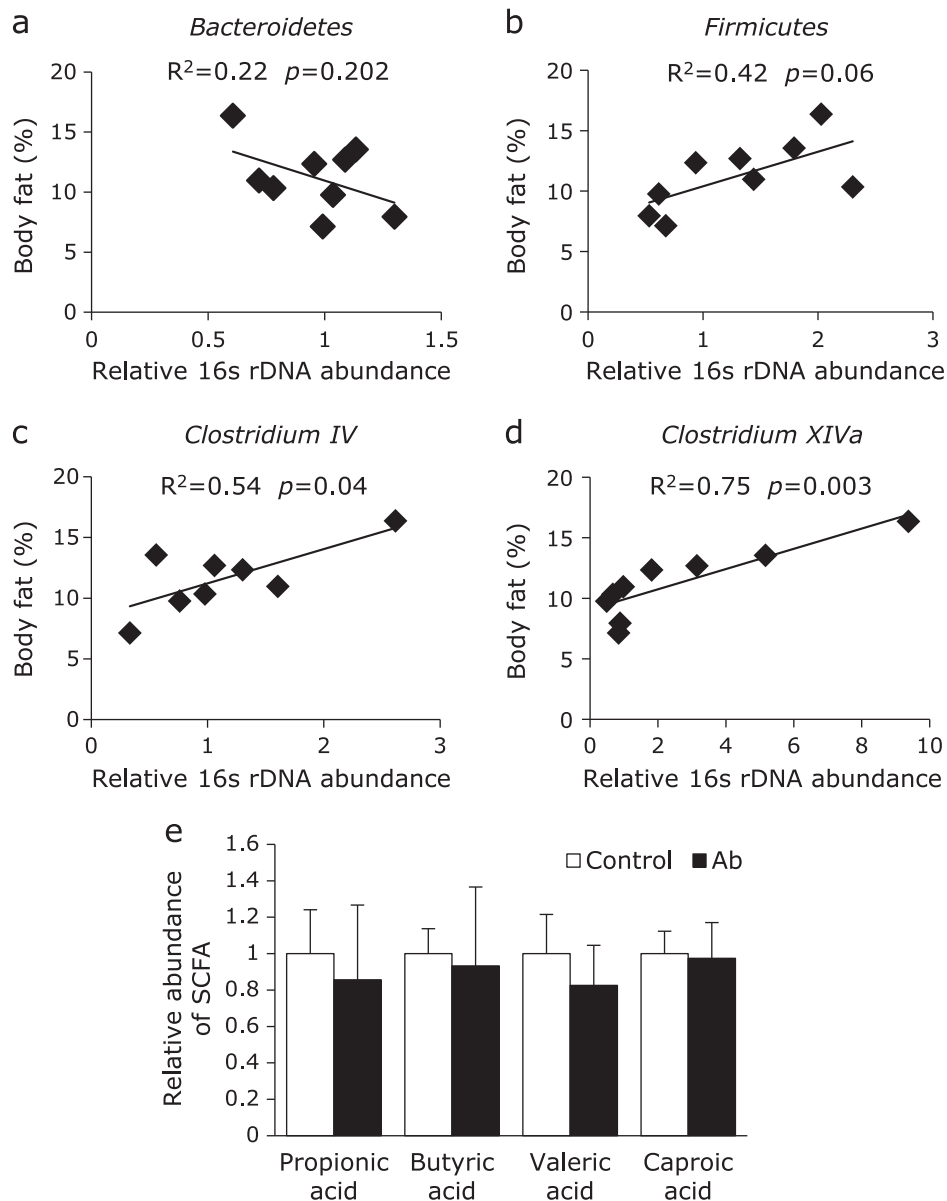 a
Bacteroidetes
R²=0.22 p=0.202
20
15
10
5
0
0
0.5
1
1.5
Body fat (%)
Relative 16s rDNA abundance
b
Firmicutes
R²=0.42 p=0.06
20
15
10
5
0
0
1
2
3
Body fat (%)
Relative 16s rDNA abundance
c
Clostridium IV
R²=0.54 p=0.04
20
15
10
5
0
0
1
2
3
Body fat (%)
Relative 16s rDNA abundance
d
Clostridium XIVa
R²=0.75 p=0.003
20
15
10
5
0
0
2
4
6
8
10
Body fat (%)
Relative 16s rDNA abundance
e
Control
Ab
1.6
1.4
1.2
1
0.8
0.6
0.4
0.2
0
Relative abundance
of SCFA
Propionic
acid
Butyric
acid
Valeric
acid
Caproic
acid